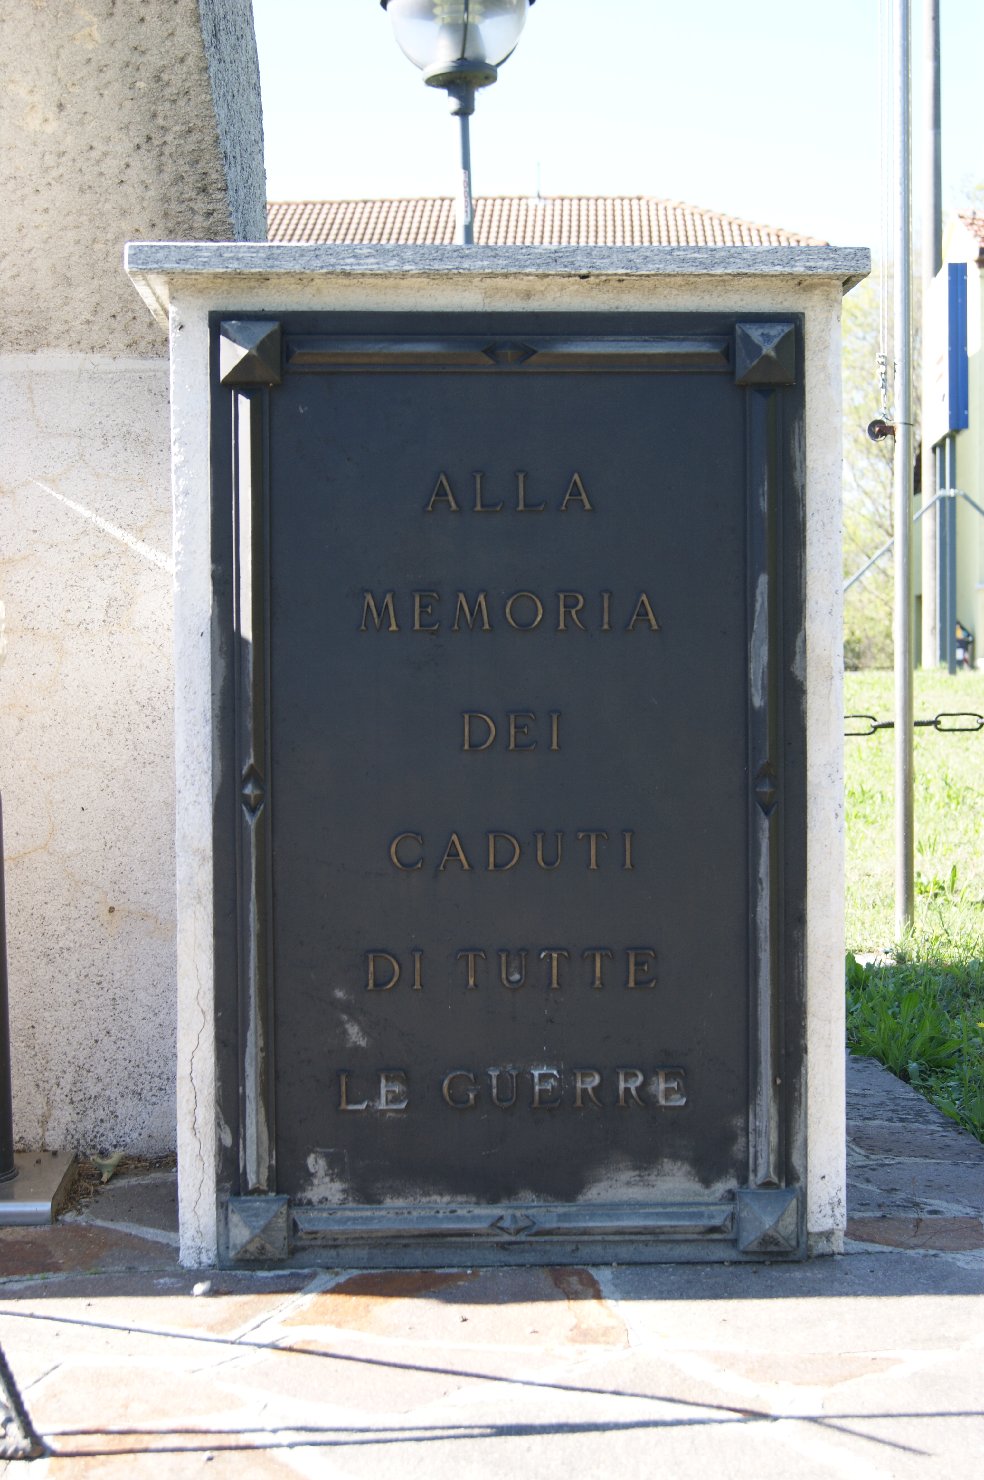 ALLA
MEMORIA
DEI
CADUTI
DI TUTTE
LE GUERRE